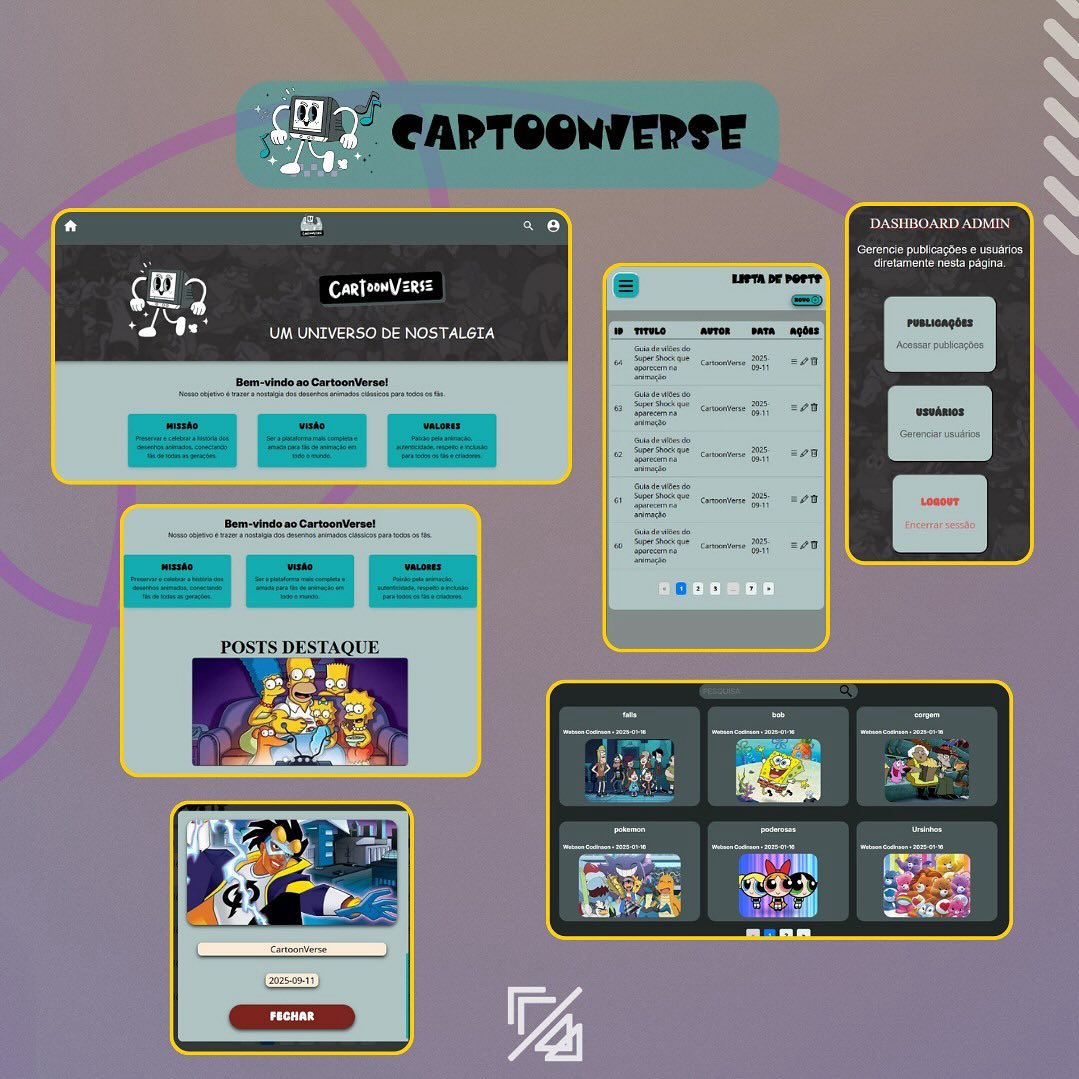 CARTOONVERSE
CARTOONVERSE
UM UNIVERSO DE NOSTALGIA
Bem-vindo ao CartoonVerse!
Nosso objetivo é trazer a nostalgia dos desenhos animados clássicos para todos os fãs.
MISSÃO
Preservar e celebrar a história dos
desenhos animados, conectando
fãs de todas as gerações.
VISÃO
Ser a plataforma mais completa e
amada para fãs de animação em
todo o mundo.
VALORES
Paixão pela animação,
autenticidade, respeito e inclusão
para todos os fãs e criadores.
LISTA DE POSTS
NOVO
ID TITULO AUTOR DATA AÇÕES
64 Guia de vilões do CartoonVerse 2025-
Super Shock que 09-11
aparecem na
animação
63 Guia de vilões do CartoonVerse 2025-
Super Shock que 09-11
aparecem na
animação
62 Guia de vilões do CartoonVerse 2025-
Super Shock que 09-11
aparecem na
animação
61 Guia de vilões do CartoonVerse 2025-
Super Shock que 09-11
aparecem na
animação
60 Guia de vilões do CartoonVerse 2025-
Super Shock que 09-11
aparecem na
animação
« 1 2 3 ... 7 »
DASHBOARD ADMIN
Gerencie publicações e usuários
diretamente nesta página.
PUBLICAÇÕES
Acessar publicações
USUÁRIOS
Gerenciar usuários
LOGOUT
Encerrar sessão
Bem-vindo ao CartoonVerse!
Nosso objetivo é trazer a nostalgia dos desenhos animados clássicos para todos os fãs.
MISSÃO
Preservar e celebrar a história dos
desenhos animados, conectando
fãs de todas as gerações.
VISÃO
Ser a plataforma mais completa e
amada para fãs de animação em
todo o mundo.
VALORES
Paixão pela animação,
autenticidade, respeito e inclusão
para todos os fãs e criadores.
POSTS DESTAQUE
PESQUISA
falls
Webson Codinson • 2025-01-16
bob
Webson Codinson • 2025-01-16
corgem
Webson Codinson • 2025-01-16
pokemon
Webson Codinson • 2025-01-16
poderosas
Webson Codinson • 2025-01-16
Ursinhos
Webson Codinson • 2025-01-16
« 1 2 »
CartoonVerse
2025-09-11
FECHAR